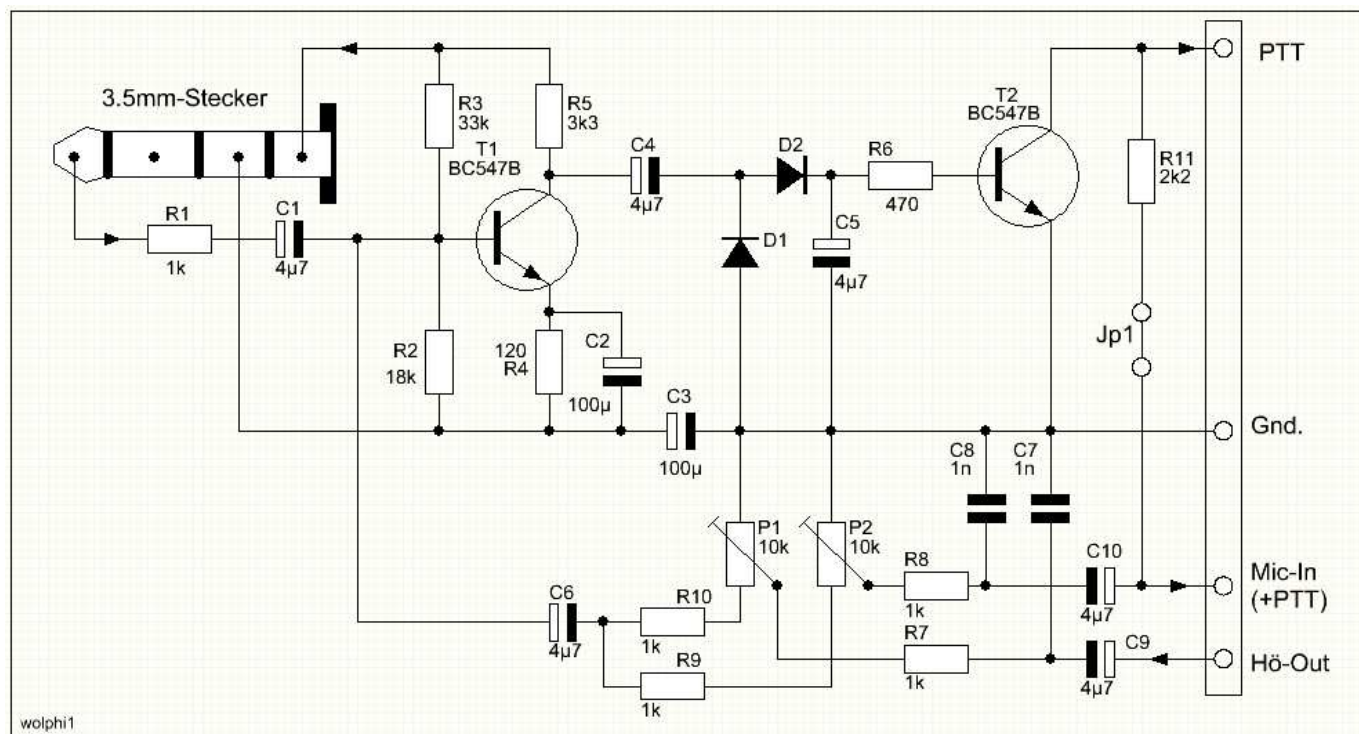 3.5mm-Stecker
R1
1k
C1
4µ7
R3
33k
R5
3k3
T1
BC547B
C4
4µ7
D2
R6
470
T2
BC547B
PTT
R11
2k2
D1
C5
4µ7
R2
18k
120
R4
C2
100µ
C3
100µ
Jp1
Gnd.
C8
1n
C7
1n
P1
10k
P2
10k
R8
1k
C10
4µ7
Mic-In
(+PTT)
C6
4µ7
R10
1k
R9
1k
R7
1k
C9
4µ7
Hö-Out
wolphi1